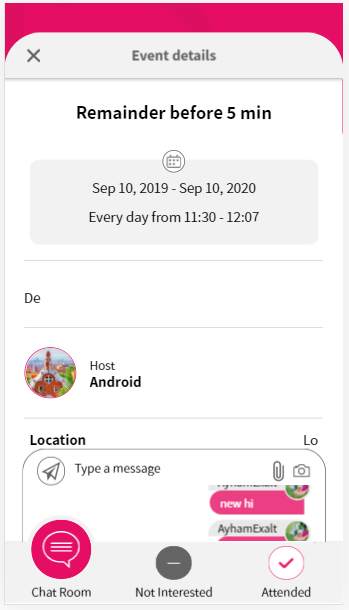 Event details
Remainder before 5 min
Sep 10, 2019 - Sep 10, 2020
Every day from 11:30 - 12:07
De
Host
Android
Location Lo
Type a message
AyhamExalt
new hi
AyhamExalt
Chat Room Not Interested Attended